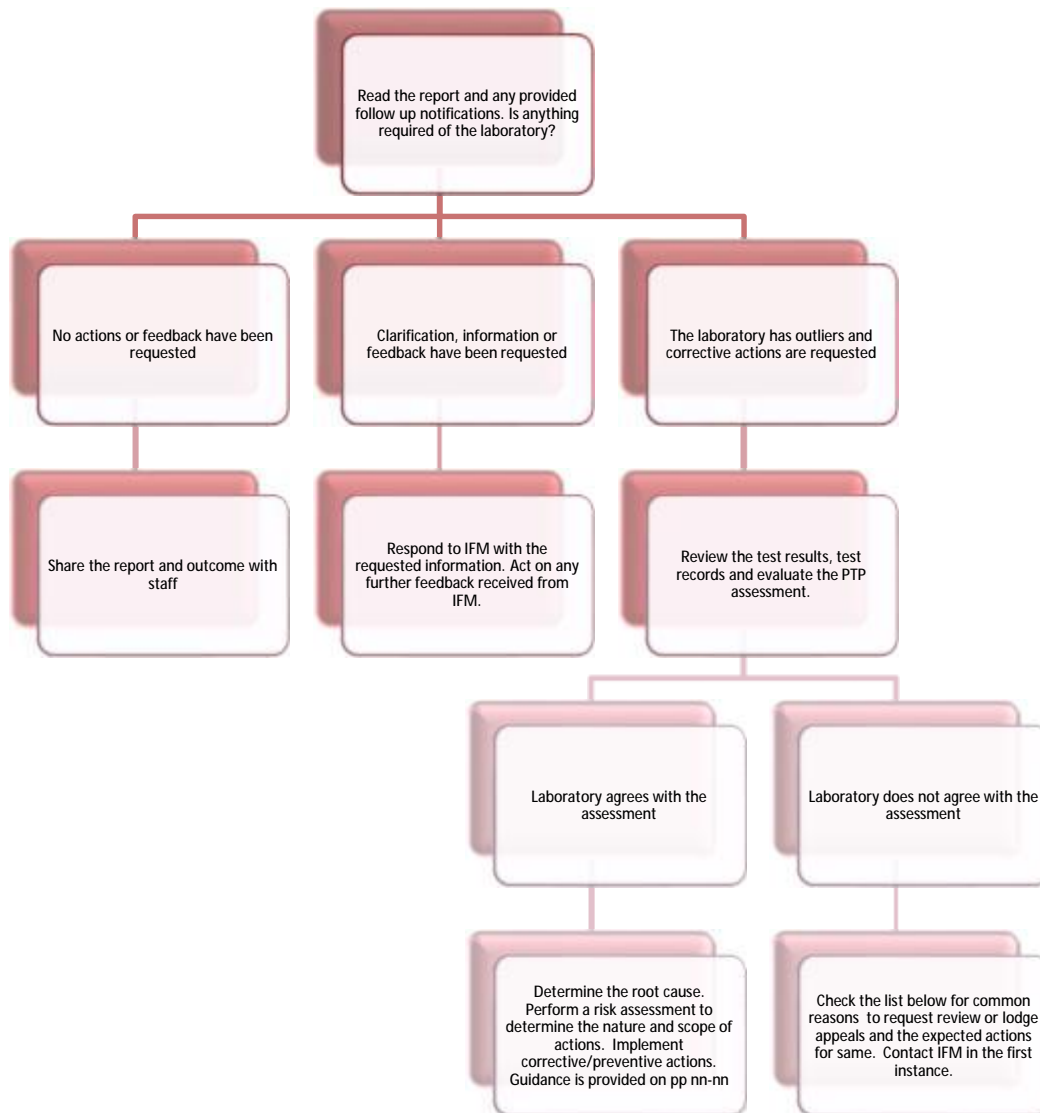 Read the report and any provided
follow up notifications. Is anything
required of the laboratory?
No actions or feedback have been
requested
Clarification, information or
feedback have been requested
The laboratory has outliers and
corrective actions are requested
Share the report and outcome with
staff
Respond to IFM with the
requested information. Act on any
further feedback received from
IFM.
Review the test results, test
records and evaluate the PTP
assessment.
Laboratory agrees with the
assessment
Laboratory does not agree with the
assessment
Determine the root cause.
Perform a risk assessment to
determine the nature and scope of
actions. Implement
corrective/preventive actions.
Guidance is provided on pp nn-nn
Check the list below for common
reasons to request review or lodge
appeals and the expected actions
for same. Contact IFM in the first
instance.